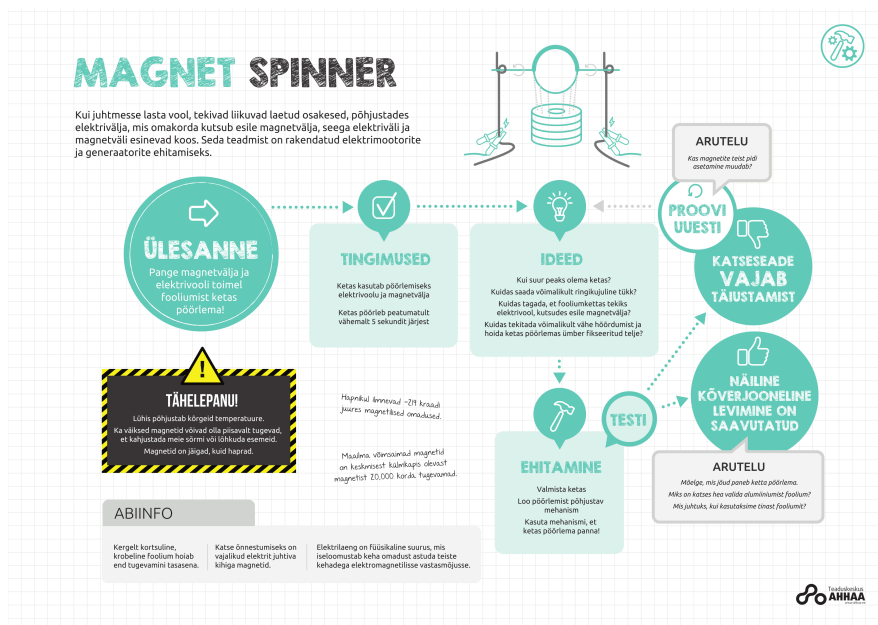 MAGNET SPINNER
Kui juhtmesse lasta vool, tekivad liikuvad laetud osakesed, põhjustades
elektrivälja, mis omakorda kutsub esile magnetvälja, seega elektriväli ja
magnetväli esinevad koos. Seda teadmist on rakendatud elektrimootorite
ja generaatorite ehitamiseks.
ÜLESANNE
Pange magnetvälja ja
elektrivooli toimel
fooliumist ketas
pöörlema!
TINGIMUSED
Ketas kasutab pöörlemiseks
elektrivoolu ja magnetvälja
Ketas pöörleb peatumatult
vähemalt 5 sekundit järjest
IDEED
Kui suur peaks olema ketas?
Kuidas saada võimalikult ringikujuline tükk?
Kuidas tagada, et fooliumkettas tekiks
elektrivool, kutsudes esile magnetvälja?
Kuidas tekitada võimalikult vähe hõõrdumist ja
hoida ketas pöörlemas ümber fikseeritud telje?
ARUTELU
Kas magnetite teist pidi
asetamine muudab?
PROOVI
UUESTI
KATSESEADE
VAJAB
TÄIUSTAMIST
NÄILINE
KÕVERJOONELINE
LEVIMINE ON
SAAVUTATUD
ARUTELU
Mõelge, mis jõud paneb ketta pöörlema.
Miks on katses hea valida alumiiniumist foolium?
Mis juhtuks, kui kasutaksime tinast fooliumit?
TESTI
EHITAMINE
Valmista ketas
Loo pöörlemist põhjustav
mehanism
Kasuta mehanismi, et
ketas pöörlema panna!
!
TÄHELEPANU!
Lühis põhjustab kõrgeid temperatuure.
Ka väiksed magnetid võivad olla piisavalt tugevad,
et kahjustada meie sõrmi või lõhkuda esemeid.
Magnetid on jäigad, kuid haprad.
Hapnikul ilmnevad -219 kraadi
juures magnetilised omadused.
Maailma võimsaimad magnetid
on keskmisest külmkapis olevast
magnetist 20,000 korda tugevamad.
ABIINFO
Kergelt kortsuline,
krobeline foolium hoiab
end tugevamini tasasena.
Katse õnnestumiseks on
vajalikud elektrit juhtiva
kihiga magnetid.
Elektrilaeng on füüsikaline suurus, mis
iseloomustab keha omadust astuda teiste
kehadega elektromagnetilisse vastasmõjusse.
Teaduskeskus
AHHAA